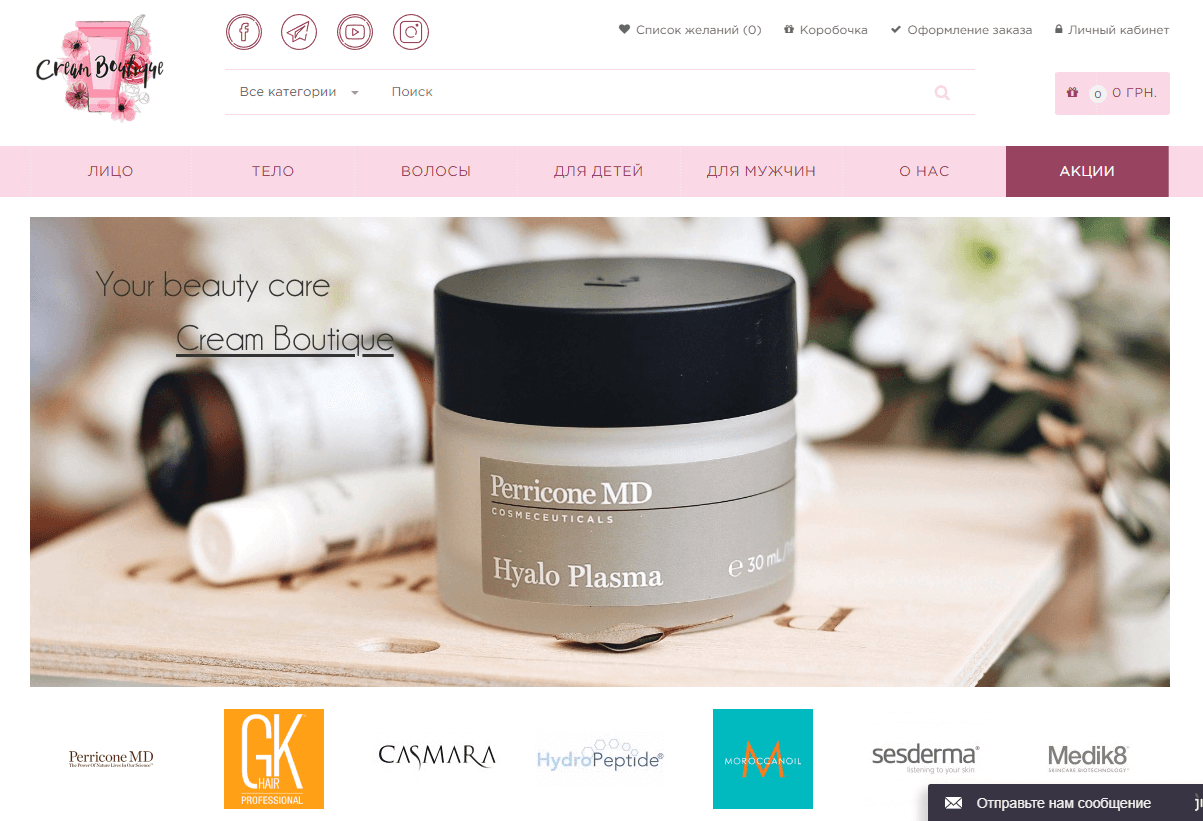 Cream Boutique
Список желаний (0)
Коробочка
Оформление заказа
Личный кабинет
Все категории
Поиск
0
0 ГРН.
ЛИЦО
ТЕЛО
ВОЛОСЫ
ДЛЯ ДЕТЕЙ
ДЛЯ МУЖЧИН
О НАС
АКЦИИ
Your beauty care
Cream Boutique
Perricone MD
COSMECEUTICALS
Hyalo Plasma
℮ 30 mL/
Perricone MD
The Power Of Nature Lives In Our Science™
GK
HAIR
PROFESSIONAL
CASMARA
HydroPeptide®
M
MOROCCANOIL
sesderma®
listening to your skin
Medik8®
SKINCARE BIOTECHNOLOGY™
Отправьте нам сообщение